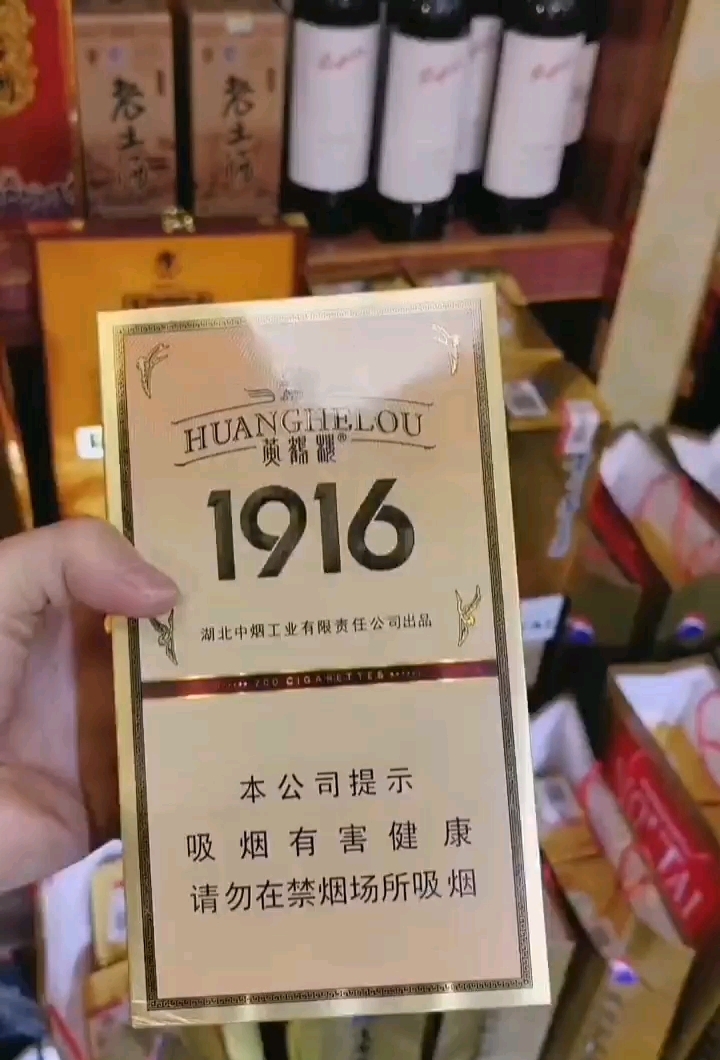 老土酒
老土酒
HUANGHELOU
黄鹤楼®
1916
湖北中烟工业有限责任公司出品
200 CIGARETTES
本公司提示
吸烟有害健康
请勿在禁烟场所吸烟